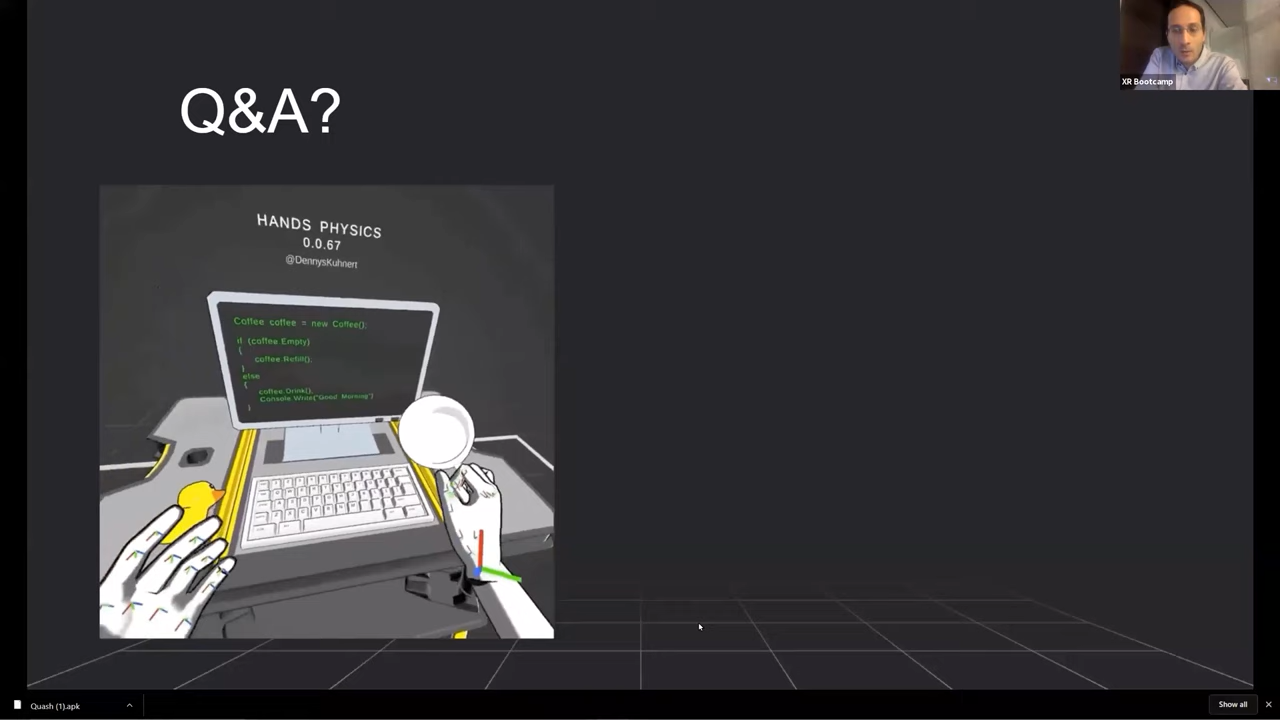 XR Bootcamp
Q&A?
HANDS PHYSICS
0.0.67
@DennysKuhnert
Coffee coffee = new Coffee();
if (coffee.Empty)
{
coffee.Refill();
}
else
{
coffee.Drink();
Console.Write("Good Morning")
}
Quash (1).apk
Show all